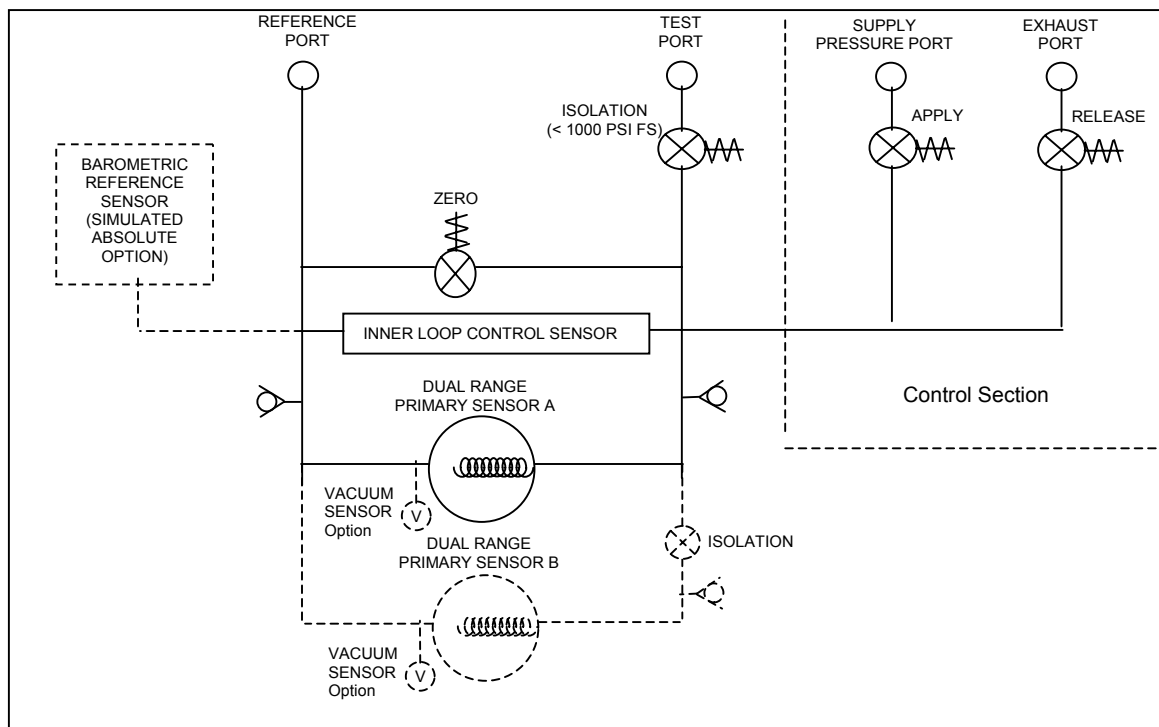 REFERENCE
PORT
TEST
PORT
SUPPLY
PRESSURE PORT
EXHAUST
PORT
ISOLATION
(< 1000 PSI FS)
APPLY
RELEASE
BAROMETRIC
REFERENCE
SENSOR
(SIMULATED
ABSOLUTE
OPTION)
ZERO
INNER LOOP CONTROL SENSOR
DUAL RANGE
PRIMARY SENSOR A
Control Section
VACUUM
SENSOR
Option
V
ISOLATION
DUAL RANGE
PRIMARY SENSOR B
VACUUM
SENSOR
Option
V